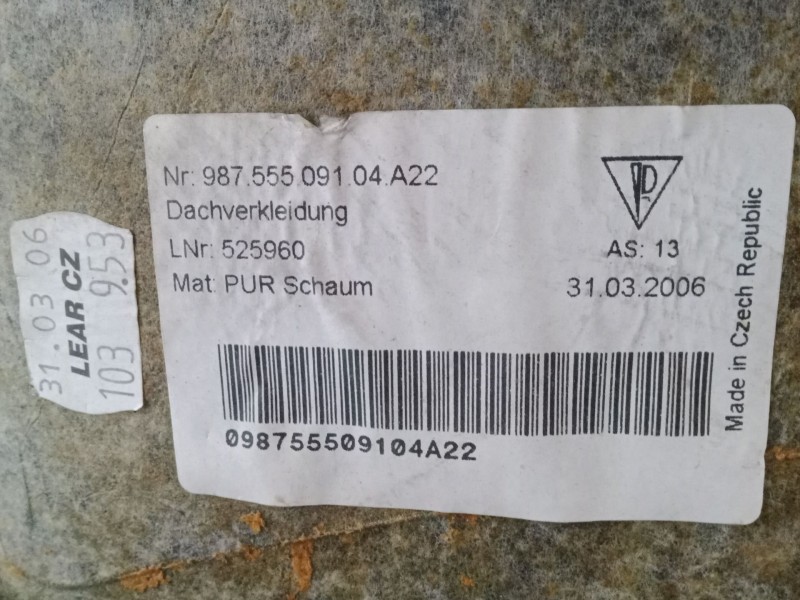 Nr: 987.555.091.04.A22
Dachverkleidung
LNr: 525960
Mat: PUR Schaum
AS: 13
31.03.2006
098755509104A22
Made in Czech Republic
31.03 06
LEAR CZ
103 953